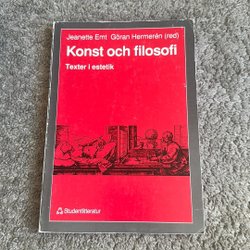 Jeanette Emt Göran Hermerén (red)
Konst och filosofi
Texter i estetik
Studentlitteratur